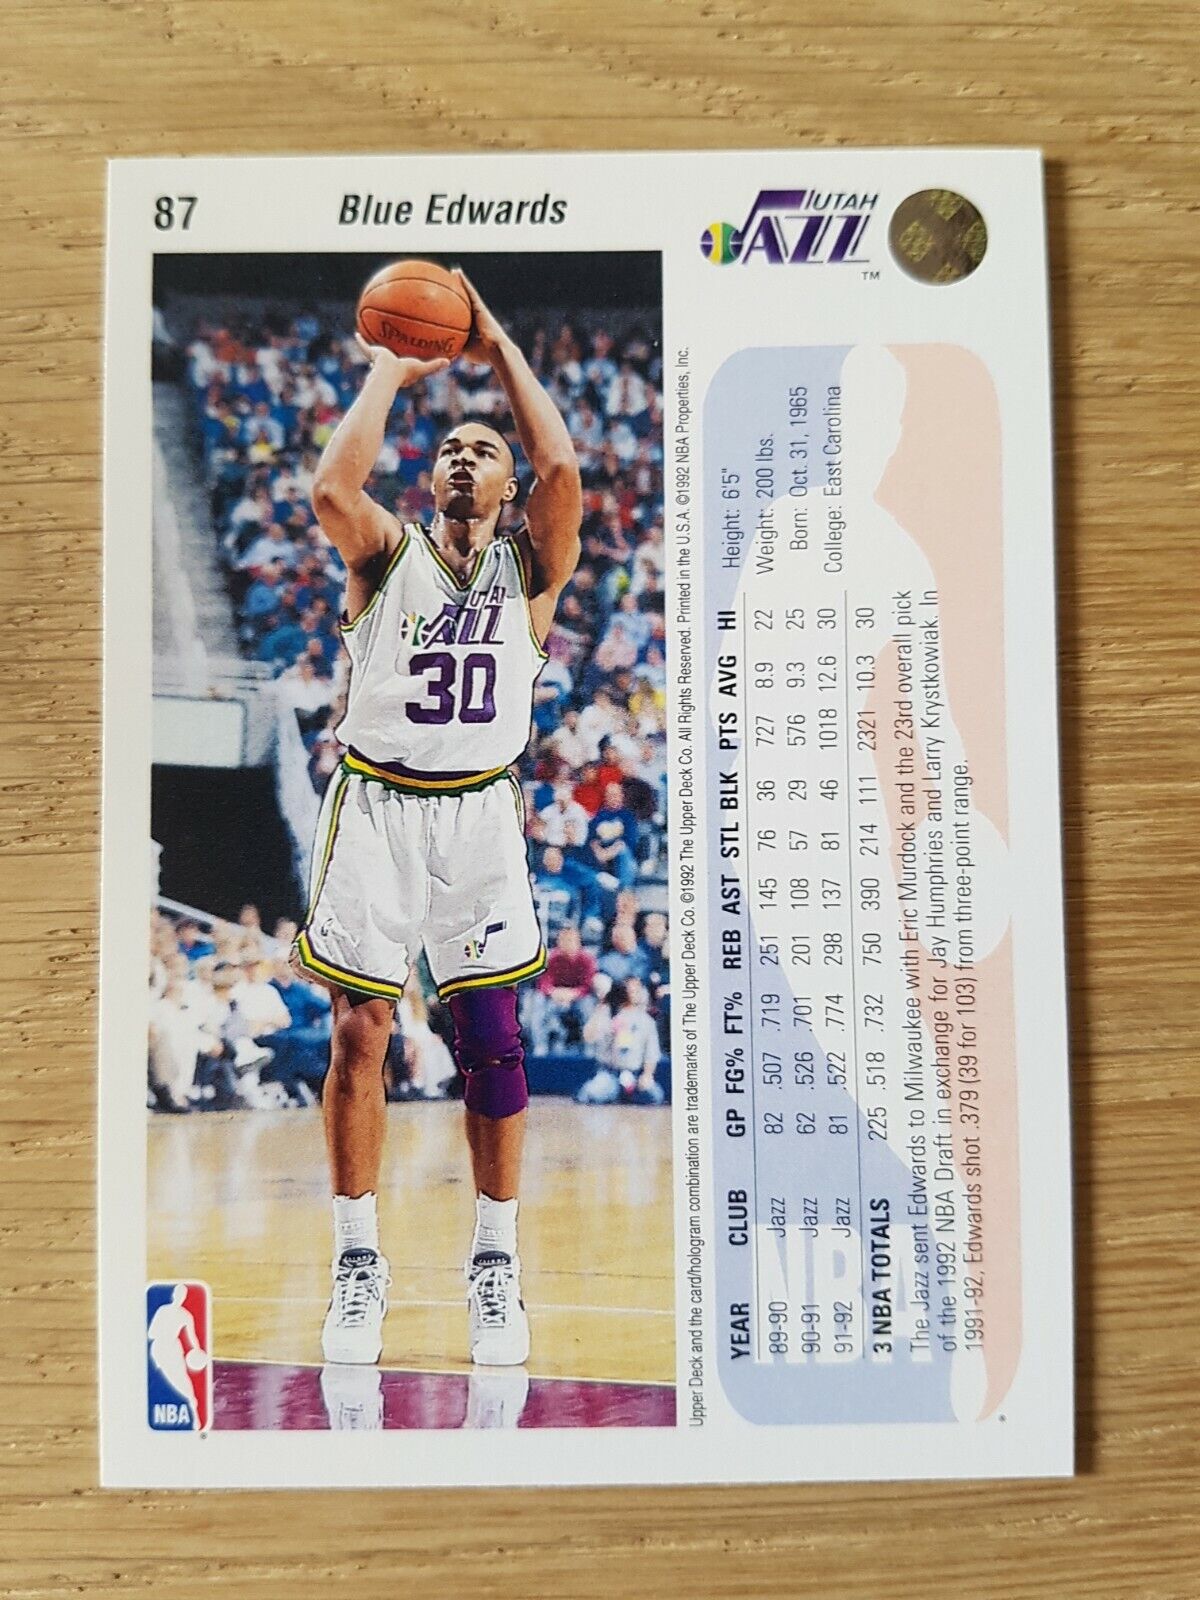 87
Blue Edwards
UTAH
JAZZ
TM
SPALDING
UTAH
JAZZ
30
NBA
®
Upper Deck and the card/hologram combination are trademarks of The Upper Deck Co. ©1992 The Upper Deck Co. All Rights Reserved. Printed in the U.S.A. ©1992 NBA Properties, Inc.
Height: 6'5"
Weight: 200 lbs.
Born: Oct. 31, 1965
College: East Carolina
YEAR CLUB GP FG% FT% REB AST STL BLK PTS AVG HI
89-90 Jazz 82 .507 .719 251 145 76 36 727 8.9 22
90-91 Jazz 62 .526 .701 201 108 57 29 576 9.3 25
91-92 Jazz 81 .522 .774 298 137 81 46 1018 12.6 30
3 NBA TOTALS 225 .518 .732 750 390 214 111 2321 10.3 30
The Jazz sent Edwards to Milwaukee with Eric Murdock and the 23rd overall pick
of the 1992 NBA Draft in exchange for Jay Humphries and Larry Krystkowiak. In
1991-92, Edwards shot .379 (39 for 103) from three-point range.
NBA
®